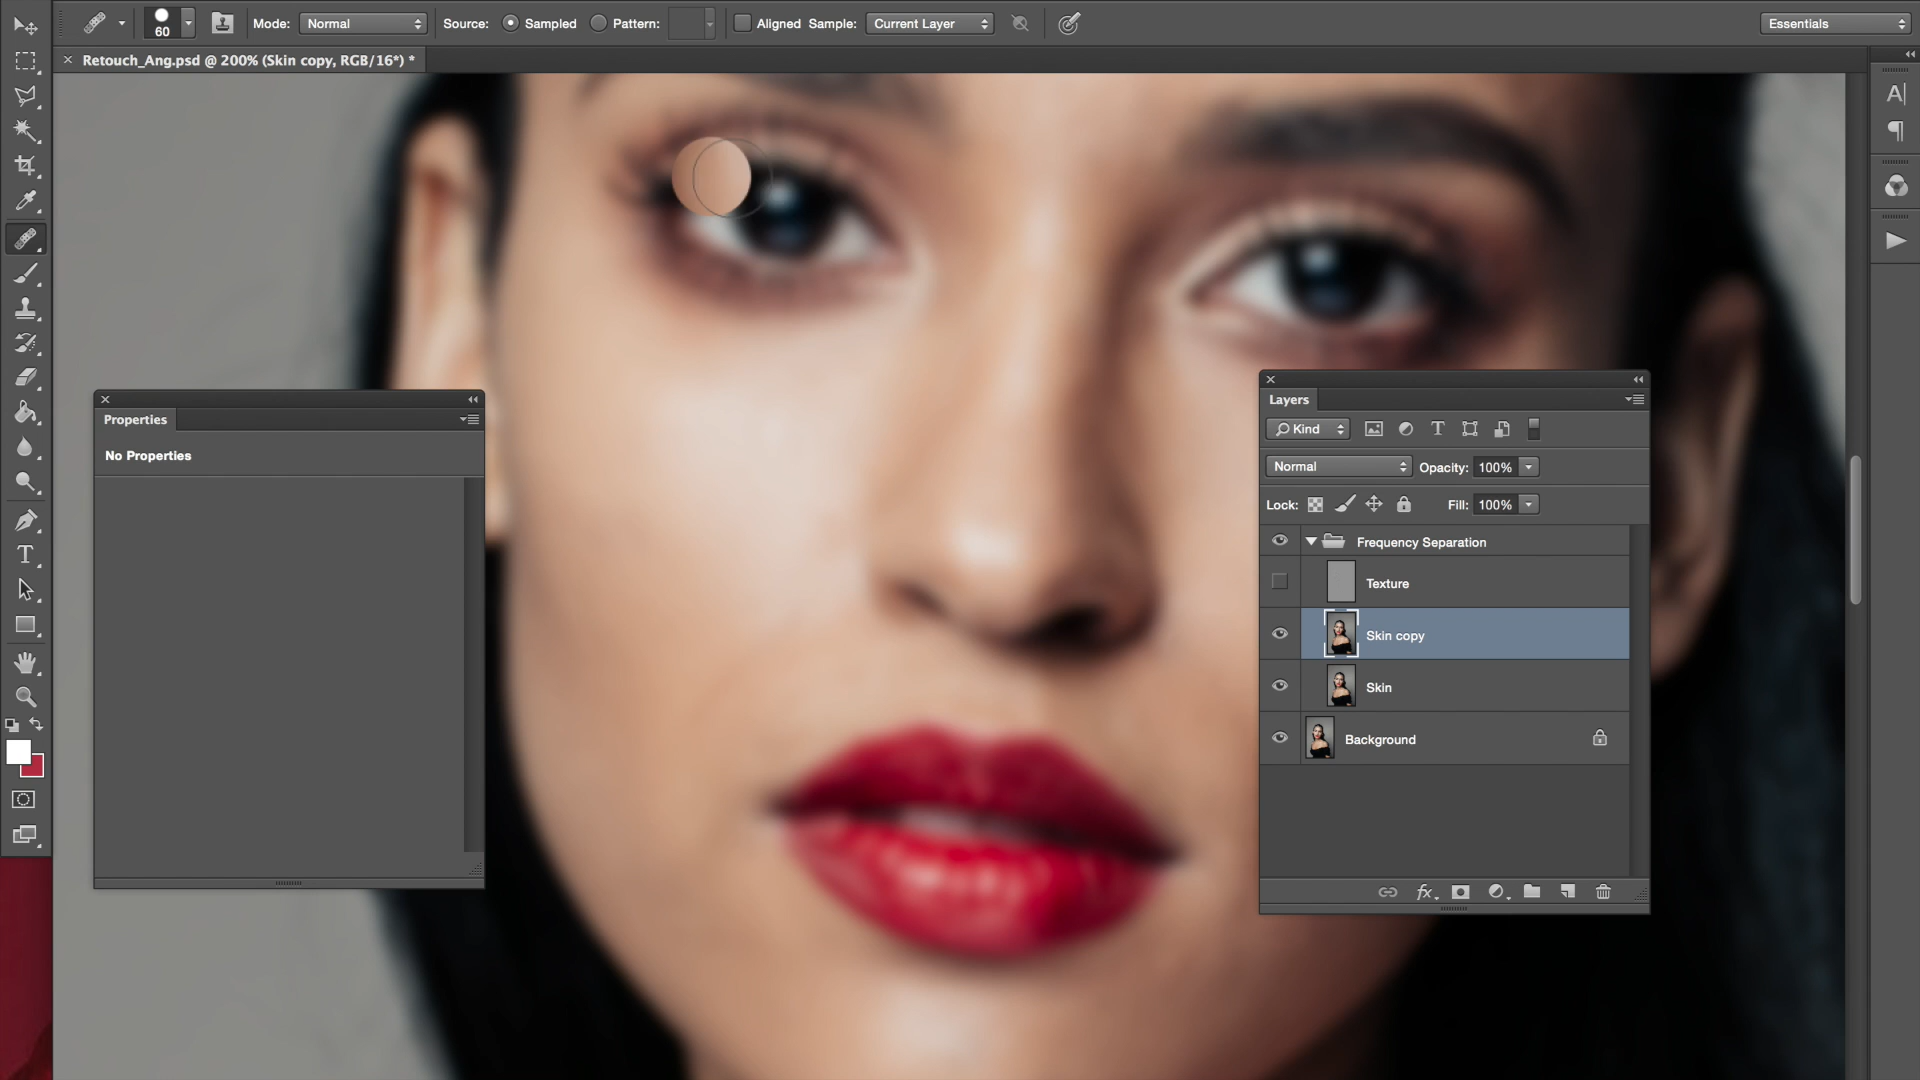 60
Mode:
Normal
Source:
Sampled
Pattern:
Aligned
Sample:
Current Layer
Essentials
Retouch_Ang.psd @ 200% (Skin copy, RGB/16*) *
Properties
No Properties
Layers
Kind
Normal
Opacity: 100%
Lock:
Fill: 100%
Frequency Separation
Texture
Skin copy
Skin
Background